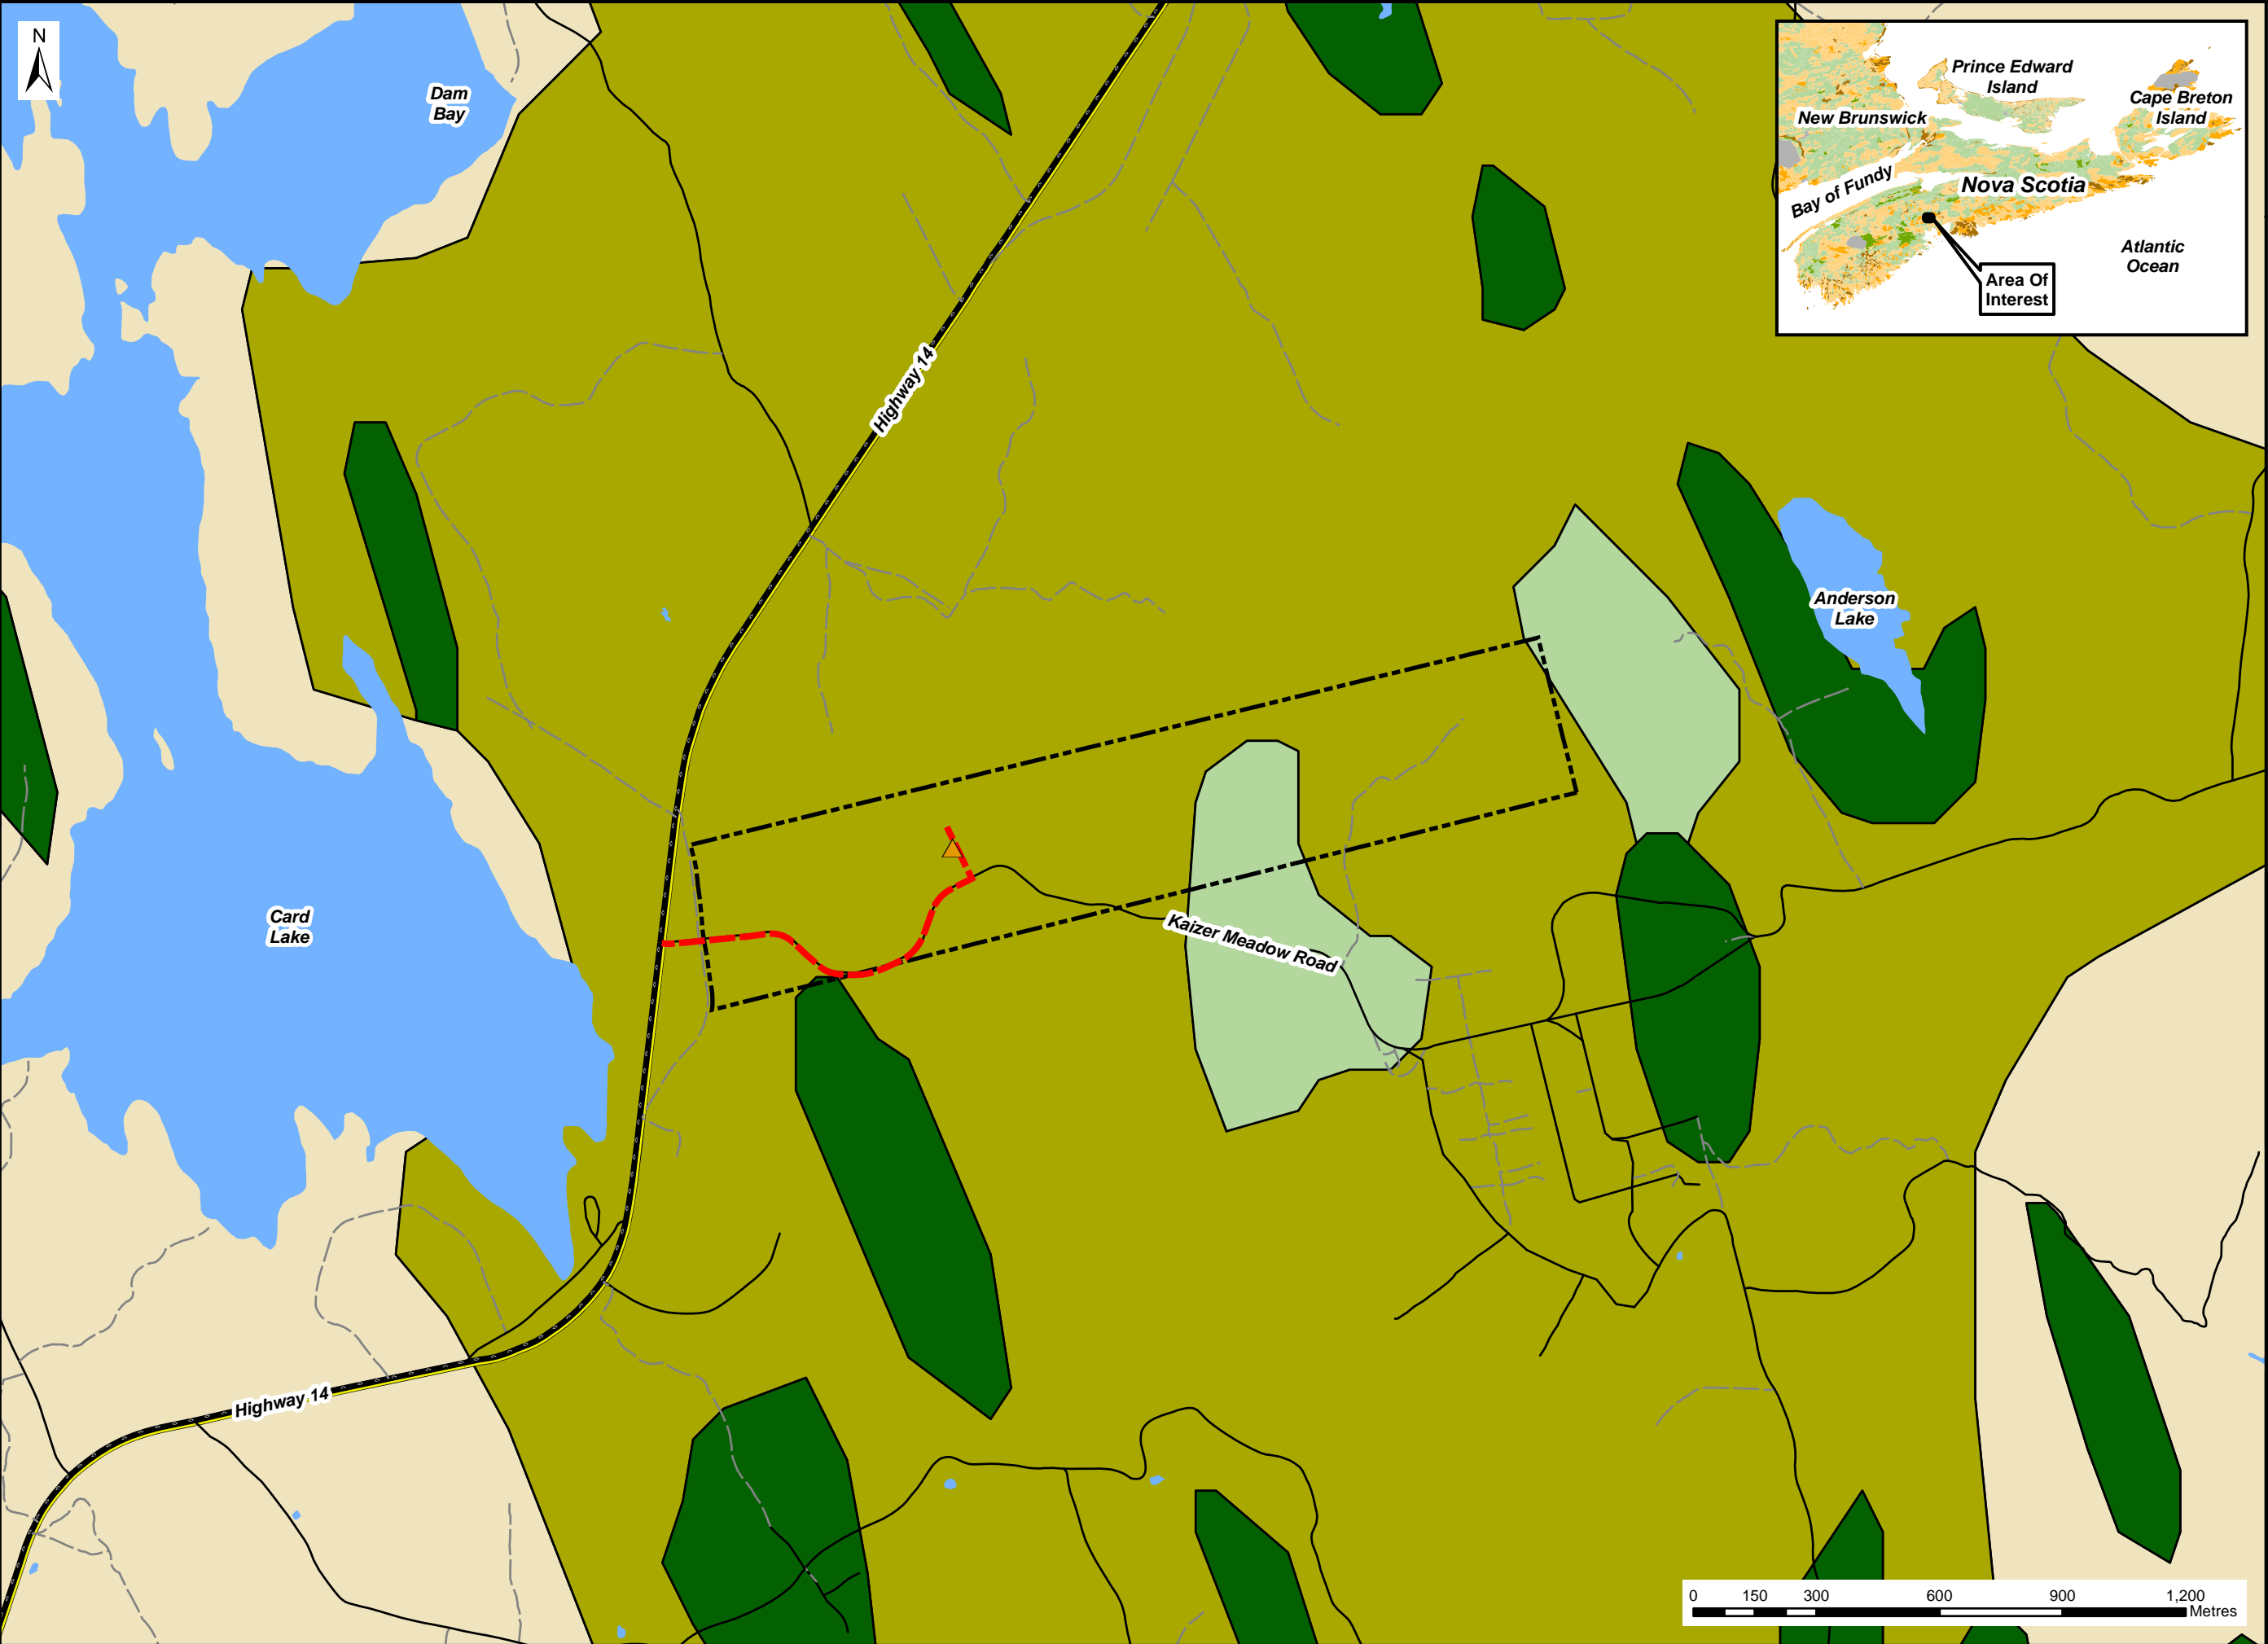 N
Dam
Bay
Prince Edward
Island
Cape Breton
Island
New Brunswick
Bay of Fundy
Nova Scotia
Atlantic
Ocean
Area Of
Interest
Highway 14
Anderson
Lake
Card
Lake
Kaizer Meadow Road
Highway 14
0 150 300 600 900 1,200
Metres